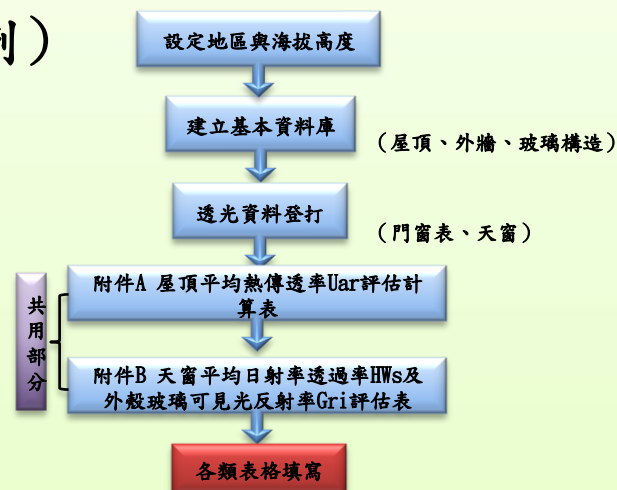 例）
設定地區與海拔高度
建立基本資料庫
（屋頂、外牆、玻璃構造）
透光資料登打
（門窗表、天窗）
共用部分
附件A 屋頂平均熱傳透率Uar評估計
算表
附件B 天窗平均日射率透過率HWs及
外殼玻璃可見光反射率Gri評估表
各類表格填寫